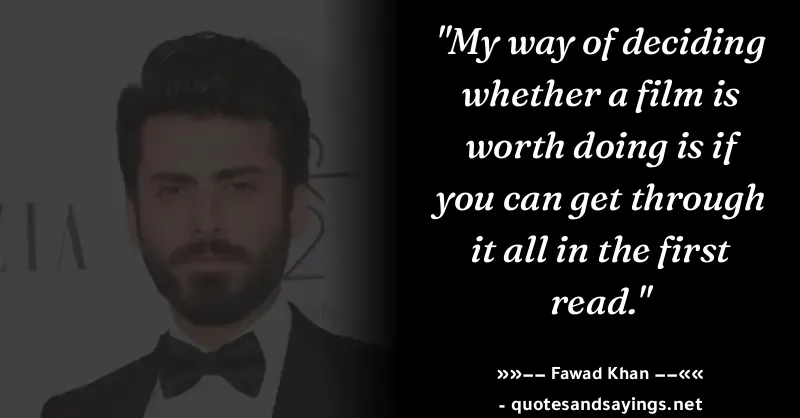 "My way of deciding
whether a film is
worth doing is if
you can get through
it all in the first
read."
»»−− Fawad Khan −−««
- quotesandsayings.net